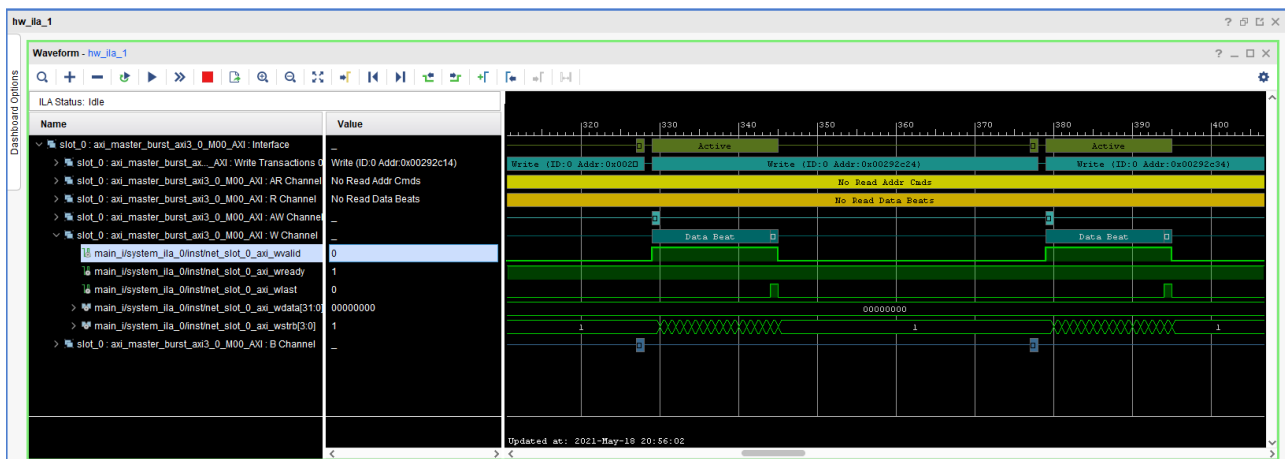 hw_ila_1
Dashboard Options
Waveform - hw_ila_1
ILA Status: Idle
Name Value
320 330 340 350 360 370 380 390 400
slot_0 : axi_master_burst_axi3_0_M00_AXI : Interface _ Active Active
slot_0 : axi_master_burst_ax..._AXI : Write Transactions 0 Write (ID:0 Addr:0x00292c14) Write (ID:0 Addr:0x002 Write (ID:0 Addr:0x00292c24) Write (ID:0 Addr:0x00292c34)
slot_0 : axi_master_burst_axi3_0_M00_AXI : AR Channel No Read Addr Cmds No Read Addr Cmds
slot_0 : axi_master_burst_axi3_0_M00_AXI : R Channel No Read Data Beats No Read Data Beats
slot_0 : axi_master_burst_axi3_0_M00_AXI : AW Channel _
slot_0 : axi_master_burst_axi3_0_M00_AXI : W Channel _ Data Beat Data Beat
main_i/system_ila_0/inst/net_slot_0_axi_wvalid 0
main_i/system_ila_0/inst/net_slot_0_axi_wready 1
main_i/system_ila_0/inst/net_slot_0_axi_wlast 0
main_i/system_ila_0/inst/net_slot_0_axi_wdata[31:0] 00000000 00000000
main_i/system_ila_0/inst/net_slot_0_axi_wstrb[3:0] 1 1 1 1
slot_0 : axi_master_burst_axi3_0_M00_AXI : B Channel _
Updated at: 2021-May-18 20:56:02